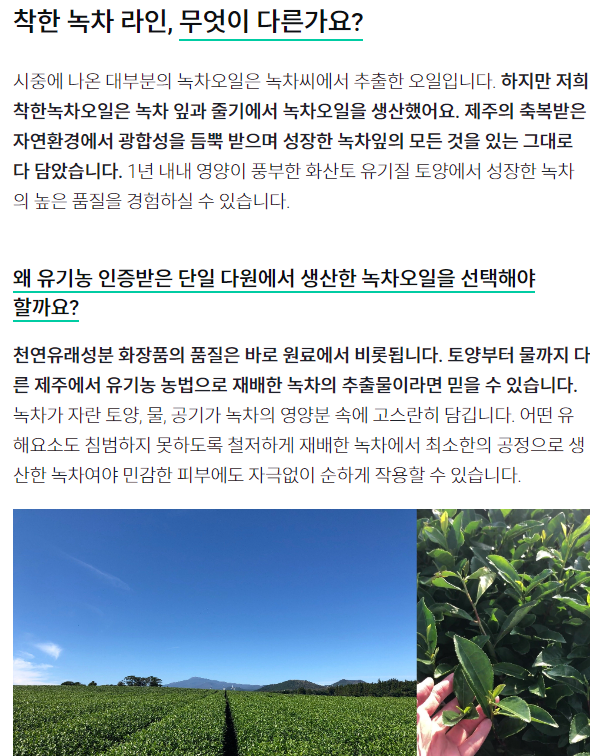 착한 녹차 라인, 무엇이 다른가요?
시중에 나온 대부분의 녹차오일은 녹차씨에서 추출한 오일입니다. 하지만 저희
착한녹차오일은 녹차 잎과 줄기에서 녹차오일을 생산했어요. 제주의 축복받은
자연환경에서 광합성을 듬뿍 받으며 성장한 녹차잎의 모든 것을 있는 그대로
다 담았습니다. 1년 내내 영양이 풍부한 화산토 유기질 토양에서 성장한 녹차
의 높은 품질을 경험하실 수 있습니다.
왜 유기농 인증받은 단일 다원에서 생산한 녹차오일을 선택해야
할까요?
천연유래성분 화장품의 품질은 바로 원료에서 비롯됩니다. 토양부터 물까지 다
른 제주에서 유기농 농법으로 재배한 녹차의 추출물이라면 믿을 수 있습니다.
녹차가 자란 토양, 물, 공기가 녹차의 영양분 속에 고스란히 담깁니다. 어떤 유
해요소도 침범하지 못하도록 철저하게 재배한 녹차에서 최소한의 공정으로 생
산한 녹차여야 민감한 피부에도 자극없이 순하게 작용할 수 있습니다.